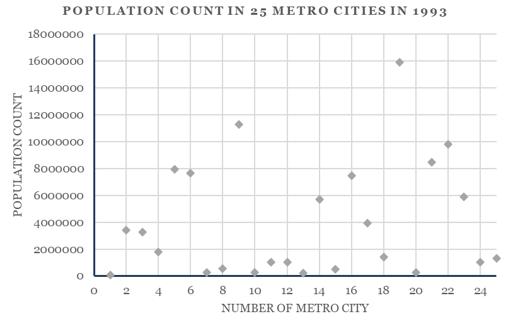 POPULATION COUNT IN 25 METRO CITIES IN 1993
18000000
16000000
14000000
12000000
10000000
8000000
6000000
4000000
2000000
0
POPULATION COUNT
0 2 4 6 8 10 12 14 16 18 20 22 24
NUMBER OF METRO CITY